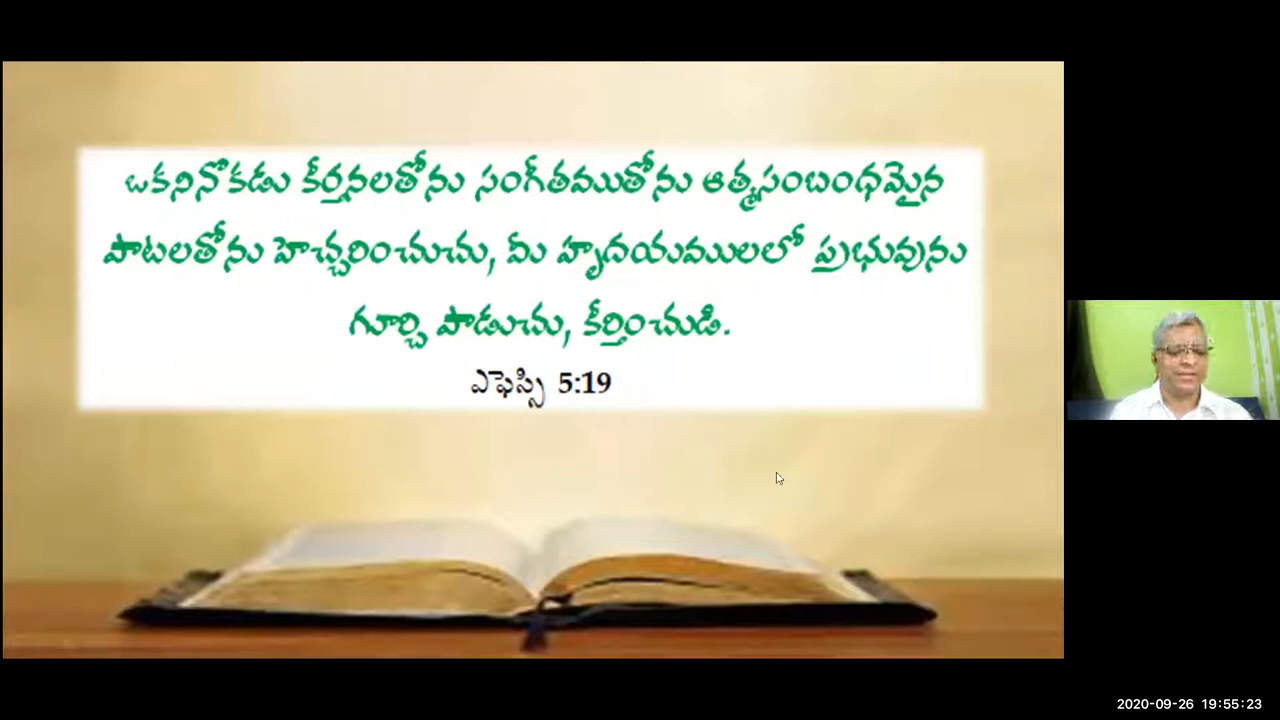 ఒకనినొకడు కీర్తనలతోను సంగీతముతోను ఆత్మసంబంధమైన
పాటలతోను హెచ్చరించుచు, మీ హృదయములలో ప్రభువును
గూర్చి పాడుచు, కీర్తించుడి.
ఎఫెస్సి 5:19
2020-09-26 19:55:23